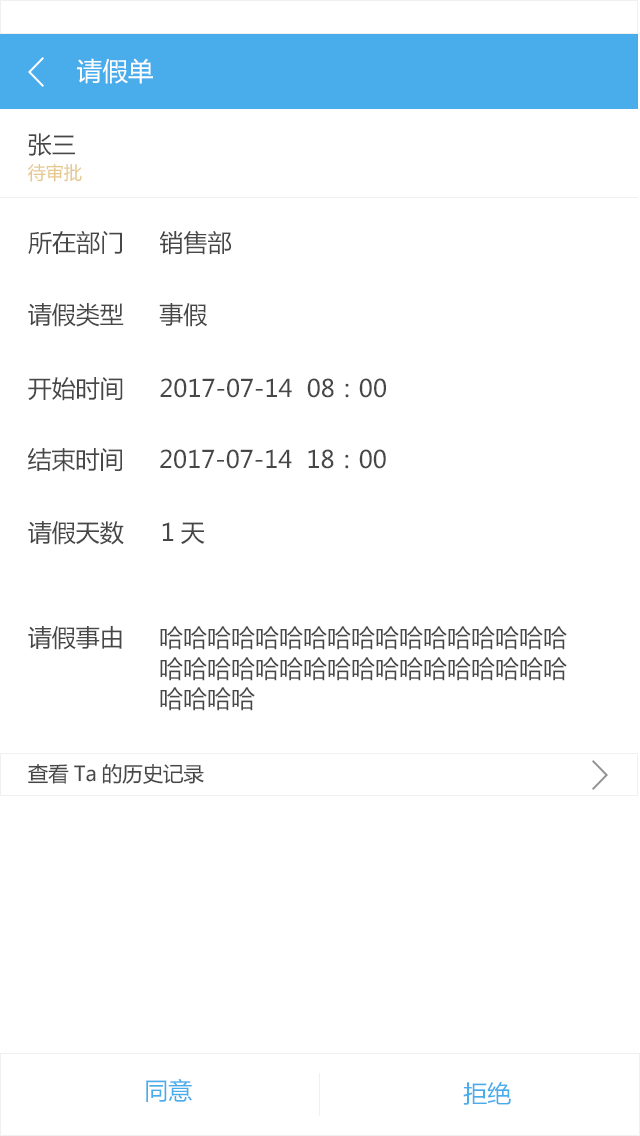 请假单
张三
待审批
所在部门 销售部
请假类型 事假
开始时间 2017-07-14 08：00
结束时间 2017-07-14 18：00
请假天数 1 天
请假事由 哈哈哈哈哈哈哈哈哈哈哈哈哈哈哈哈哈
哈哈哈哈哈哈哈哈哈哈哈哈哈哈哈哈哈
哈哈哈哈
查看 Ta 的历史记录
同意 拒绝